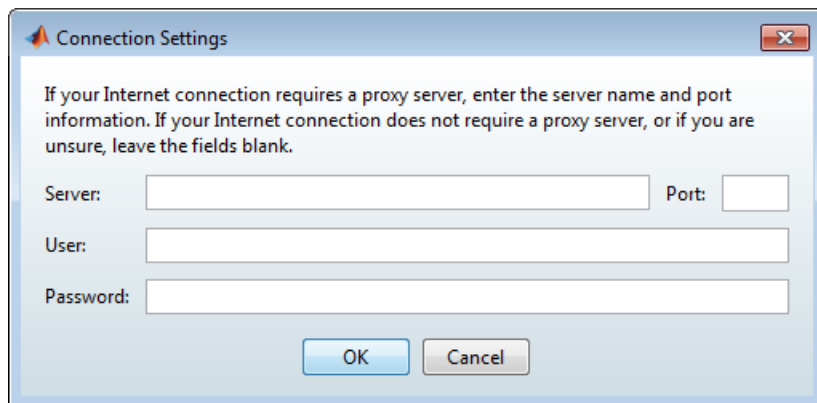 Connection Settings
If your Internet connection requires a proxy server, enter the server name and port
information. If your Internet connection does not require a proxy server, or if you are
unsure, leave the fields blank.
Server: Port:
User:
Password:
OK Cancel